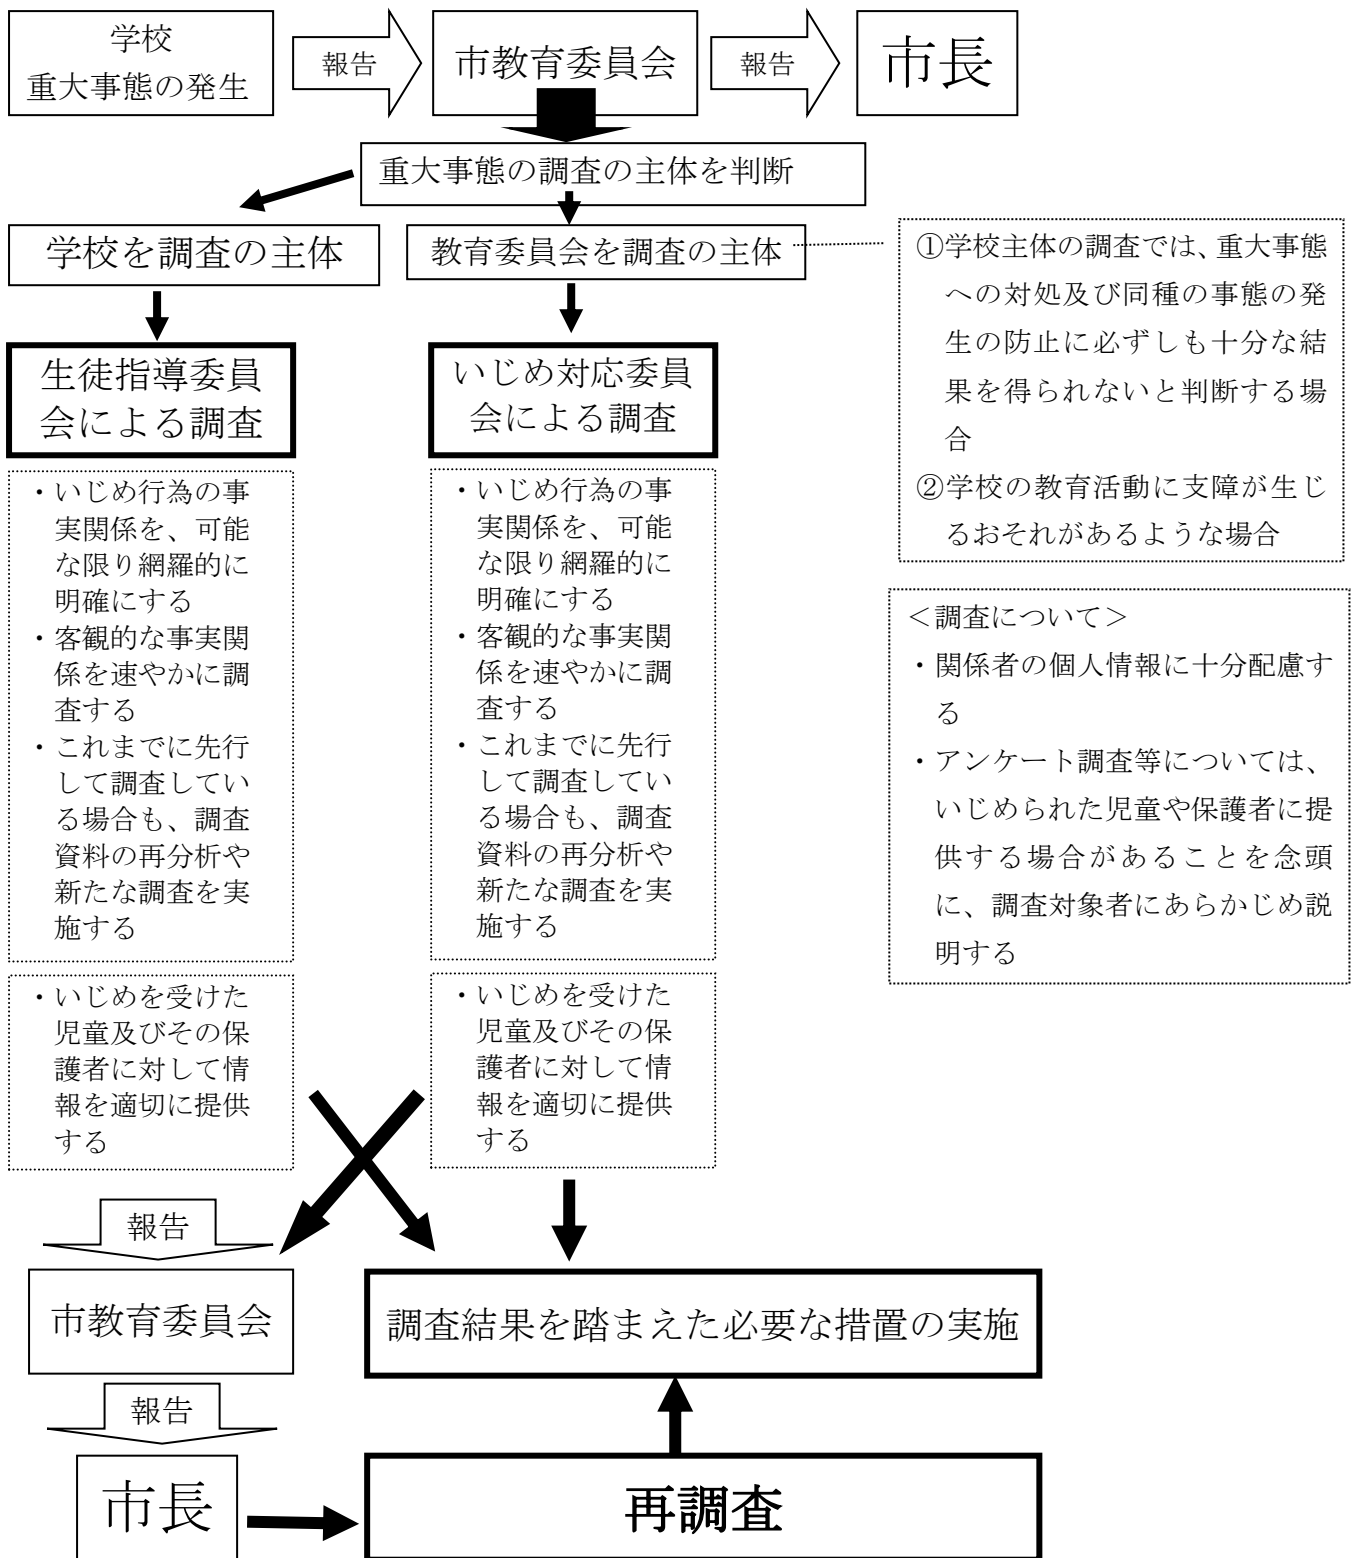 学校
重大事態の発生
報告
市教育委員会
報告
市長
重大事態の調査の主体を判断
学校を調査の主体
教育委員会を調査の主体
①学校主体の調査では、重大事態
への対処及び同種の事態の発
生の防止に必ずしも十分な結
果を得られないと判断する場
合
②学校の教育活動に支障が生じ
るおそれがあるような場合
生徒指導委員
会による調査
いじめ対応委員
会による調査
・いじめ行為の事
実関係を、可能
な限り網羅的に
明確にする
・客観的な事実関
係を速やかに調
査する
・これまでに先行
して調査してい
る場合も、調査
資料の再分析や
新たな調査を実
施する
・いじめ行為の事
実関係を、可能
な限り網羅的に
明確にする
・客観的な事実関
係を速やかに調
査する
・これまでに先行
して調査してい
る場合も、調査
資料の再分析や
新たな調査を実
施する
＜調査について＞
・関係者の個人情報に十分配慮す
る
・アンケート調査等については、
いじめられた児童や保護者に提
供する場合があることを念頭
に、調査対象者にあらかじめ説
明する
・いじめを受けた
児童及びその保
護者に対して情
報を適切に提供
する
・いじめを受けた
児童及びその保
護者に対して情
報を適切に提供
する
報告
市教育委員会
調査結果を踏まえた必要な措置の実施
報告
市長
再調査